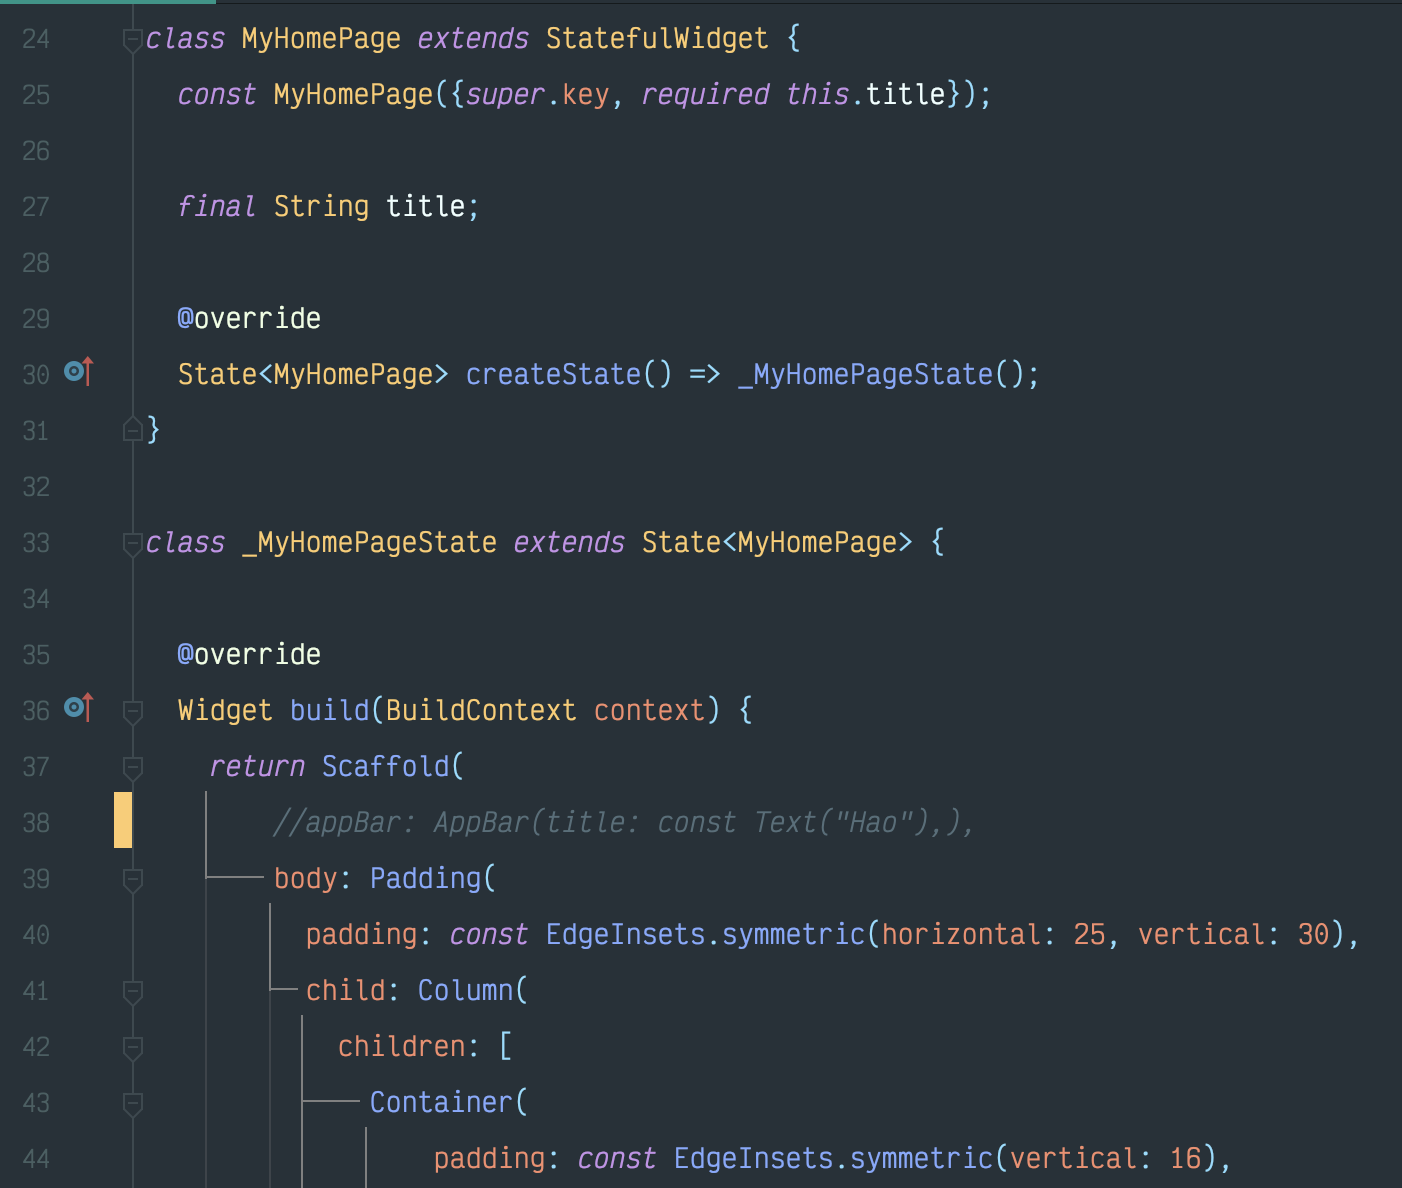 24 class MyHomePage extends StatefulWidget {
25 const MyHomePage({super.key, required this.title});
26
27 final String title;
28
29 @override
30 State<MyHomePage> createState() => _MyHomePageState();
31 }
32
33 class _MyHomePageState extends State<MyHomePage> {
34
35 @override
36 Widget build(BuildContext context) {
37 return Scaffold(
38 //appBar: AppBar(title: const Text("Hao"),),
39 body: Padding(
40 padding: const EdgeInsets.symmetric(horizontal: 25, vertical: 30),
41 child: Column(
42 children: [
43 Container(
44 padding: const EdgeInsets.symmetric(vertical: 16),